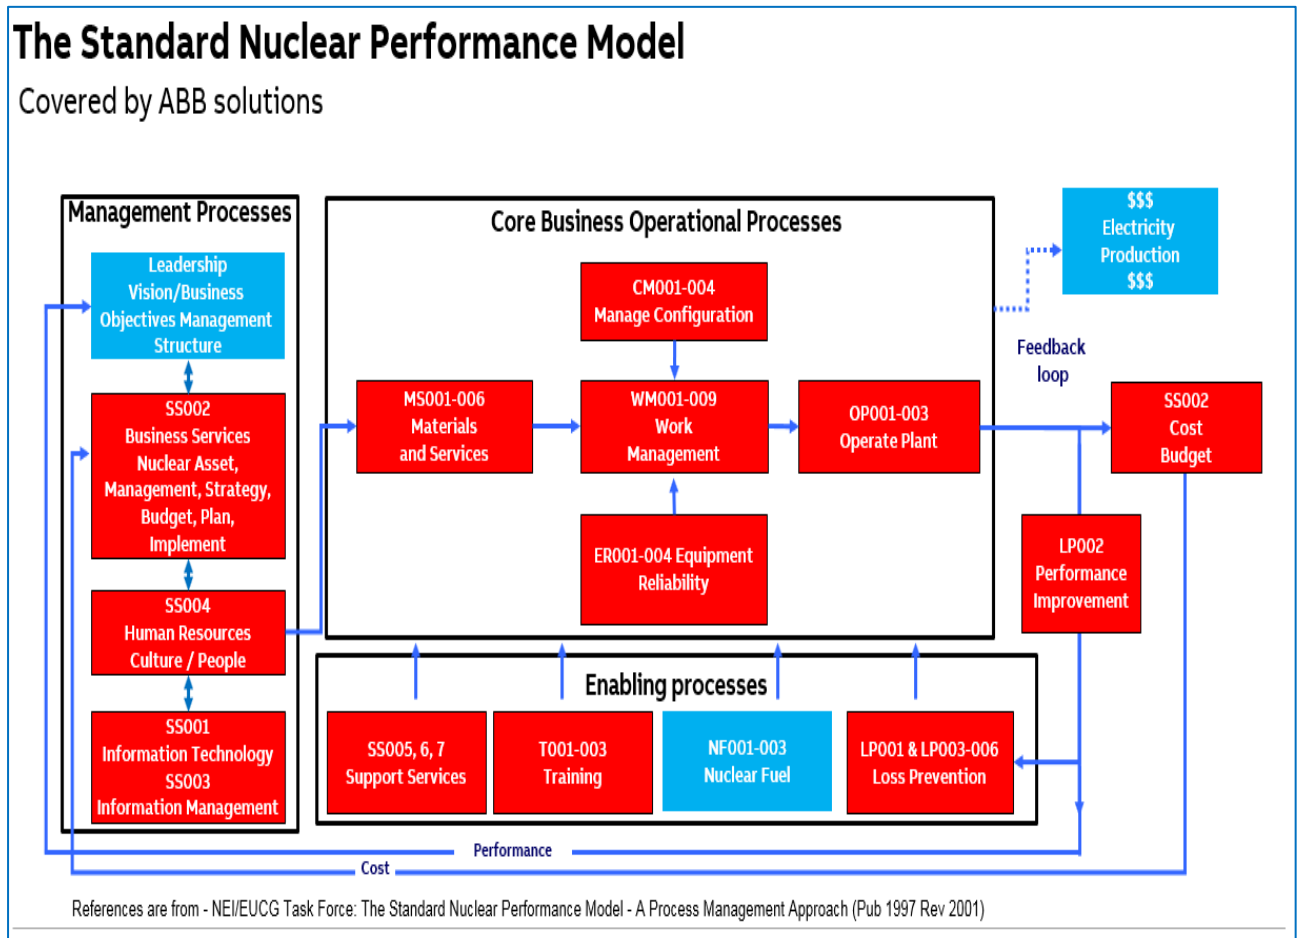 The Standard Nuclear Performance Model
Covered by ABB solutions
Management Processes
Leadership
Vision/Business
Objectives Management
Structure
SS002
Business Services
Nuclear Asset,
Management, Strategy,
Budget, Plan,
Implement
SS004
Human Resources
Culture / People
SS001
Information Technology
SS003
Information Management
Core Business Operational Processes
CM001-004
Manage Configuration
MS001-006
Materials
and Services
WM001-009
Work
Management
OP001-003
Operate Plant
ER001-004 Equipment
Reliability
$$$
Electricity
Production
$$$
Feedback
loop
SS002
Cost
Budget
LP002
Performance
Improvement
Enabling processes
SS005, 6, 7
Support Services
T001-003
Training
NF001-003
Nuclear Fuel
LP001 & LP003-006
Loss Prevention
Performance
Cost
References are from - NEI/EUCG Task Force: The Standard Nuclear Performance Model - A Process Management Approach (Pub 1997 Rev 2001)